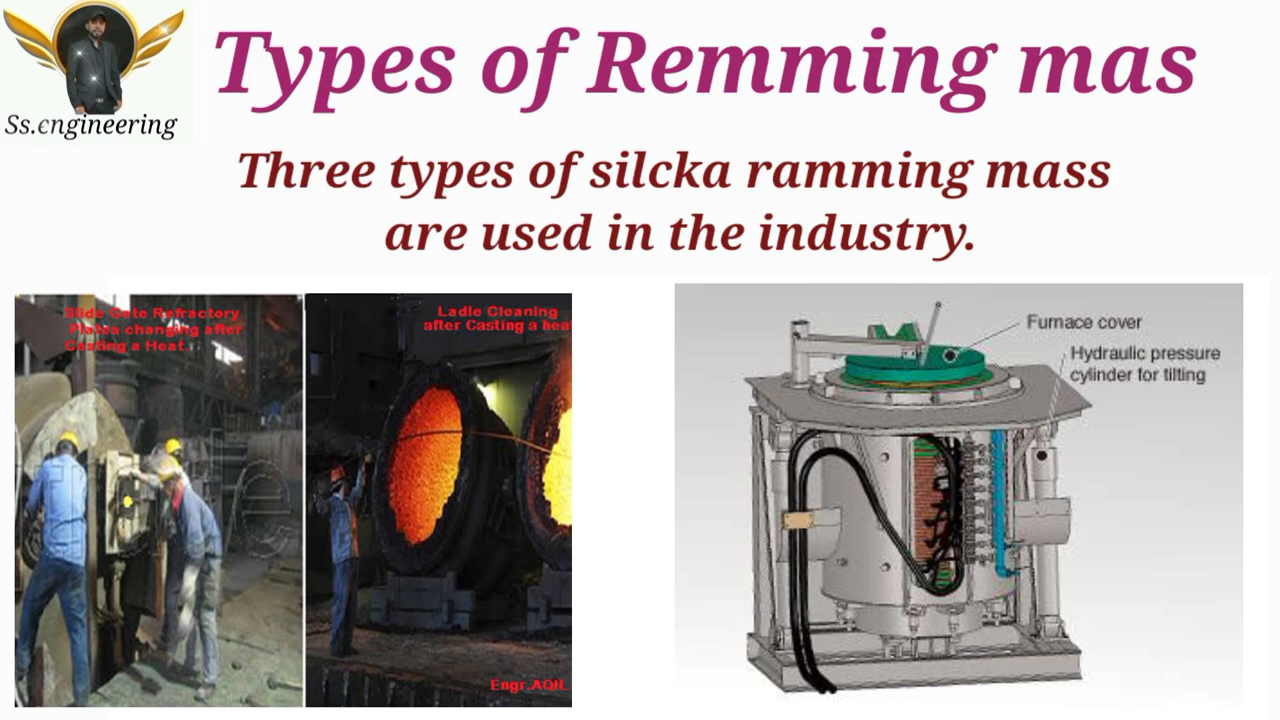 Types of Remming mas
Ss.engineering
Three types of silcka ramming mass
are used in the industry.
Slide Gate Refractory
Plates changing after
Casting a Heat.
Ladle Cleaning
after Casting a heat
Engr.AQIL
Furnace cover
Hydraulic pressure
cylinder for tilting